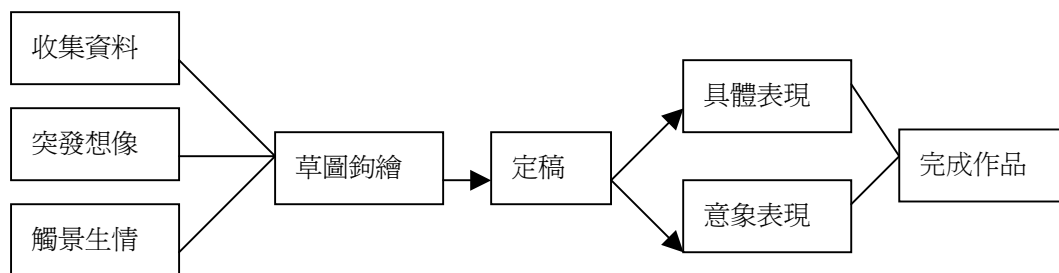 收集資料
突發想像
觸景生情
草圖鉤繪
定稿
具體表現
意象表現
完成作品